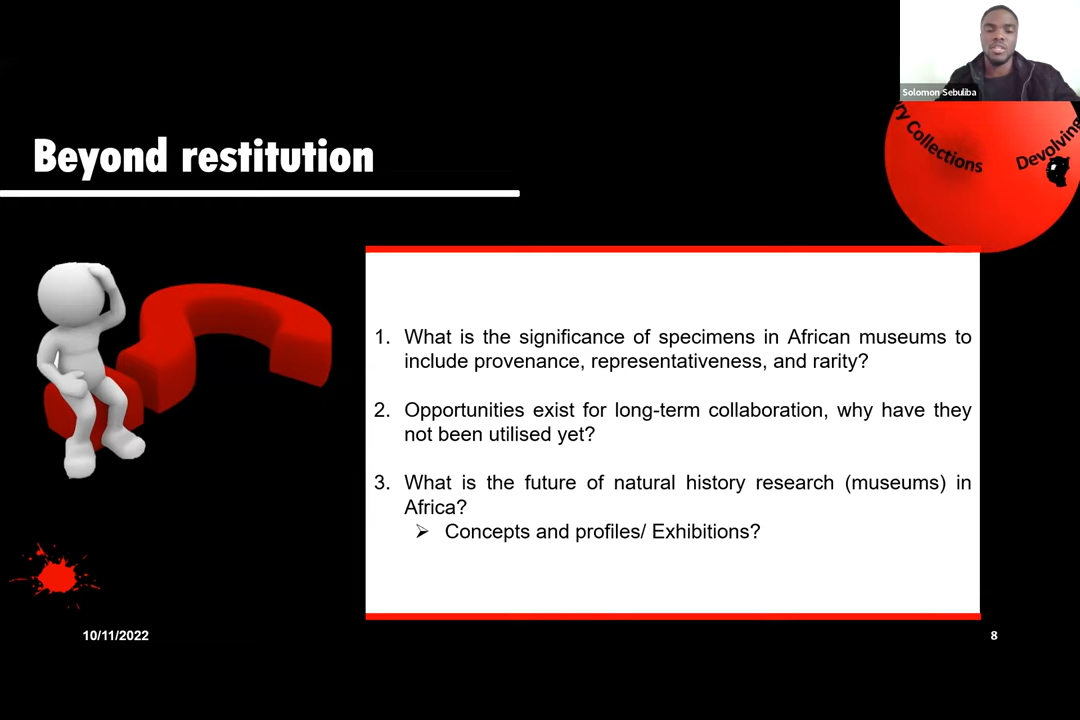 Solomon Sebuliba
Collections
Devolving
Beyond restitution
1. What is the significance of specimens in African museums to
include provenance, representativeness, and rarity?
2. Opportunities exist for long-term collaboration, why have they
not been utilised yet?
3. What is the future of natural history research (museums) in
Africa?
➢ Concepts and profiles/ Exhibitions?
10/11/2022
8